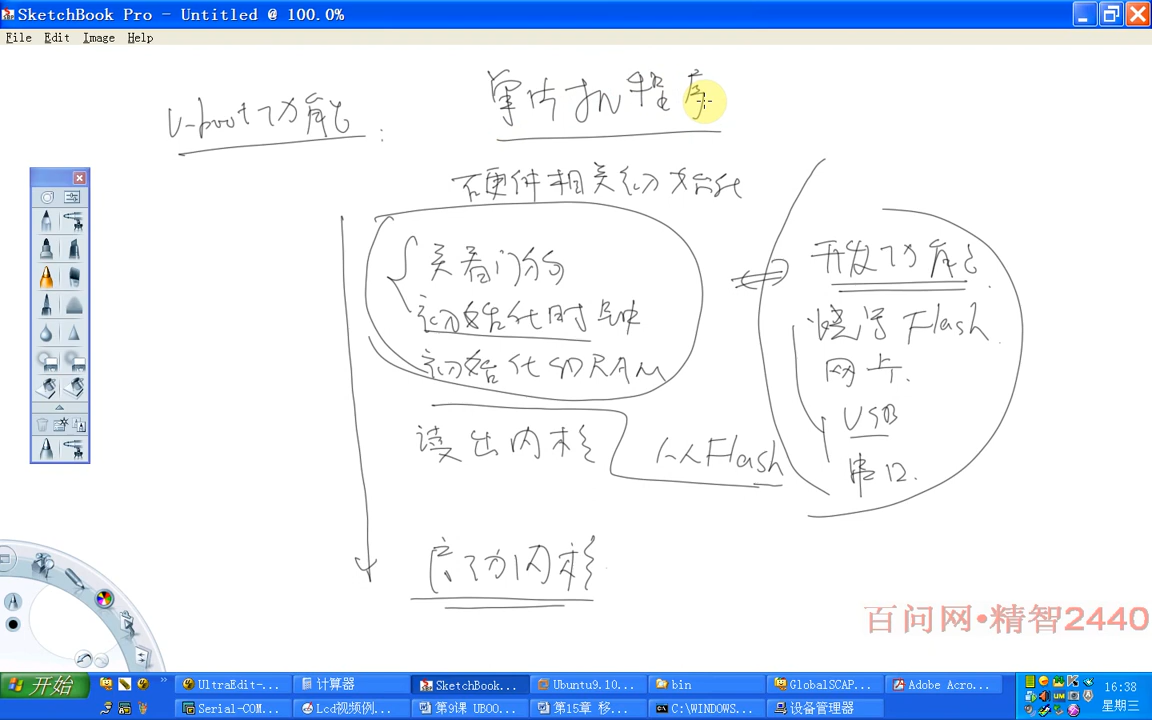 SketchBook Pro - Untitled @ 100.0%
File Edit Image Help
单片机程序
U-boot功能:
硬件相关初始化
关看门狗
初始化时钟
初始化SDRAM
读出内核
从Flash
启动内核
开发功能
烧写Flash
网卡.
USB
串口.
百问网•精智2440
开始
UltraEdit-...
计算器
SketchBook...
Ubuntu9.10...
bin
GlobalSCAP...
Adobe Acro...
Serial-COM...
Lcd视频例...
第9课 UBOO...
第15章 移...
C:\WINDOWS...
设备管理器
16:38
星期三